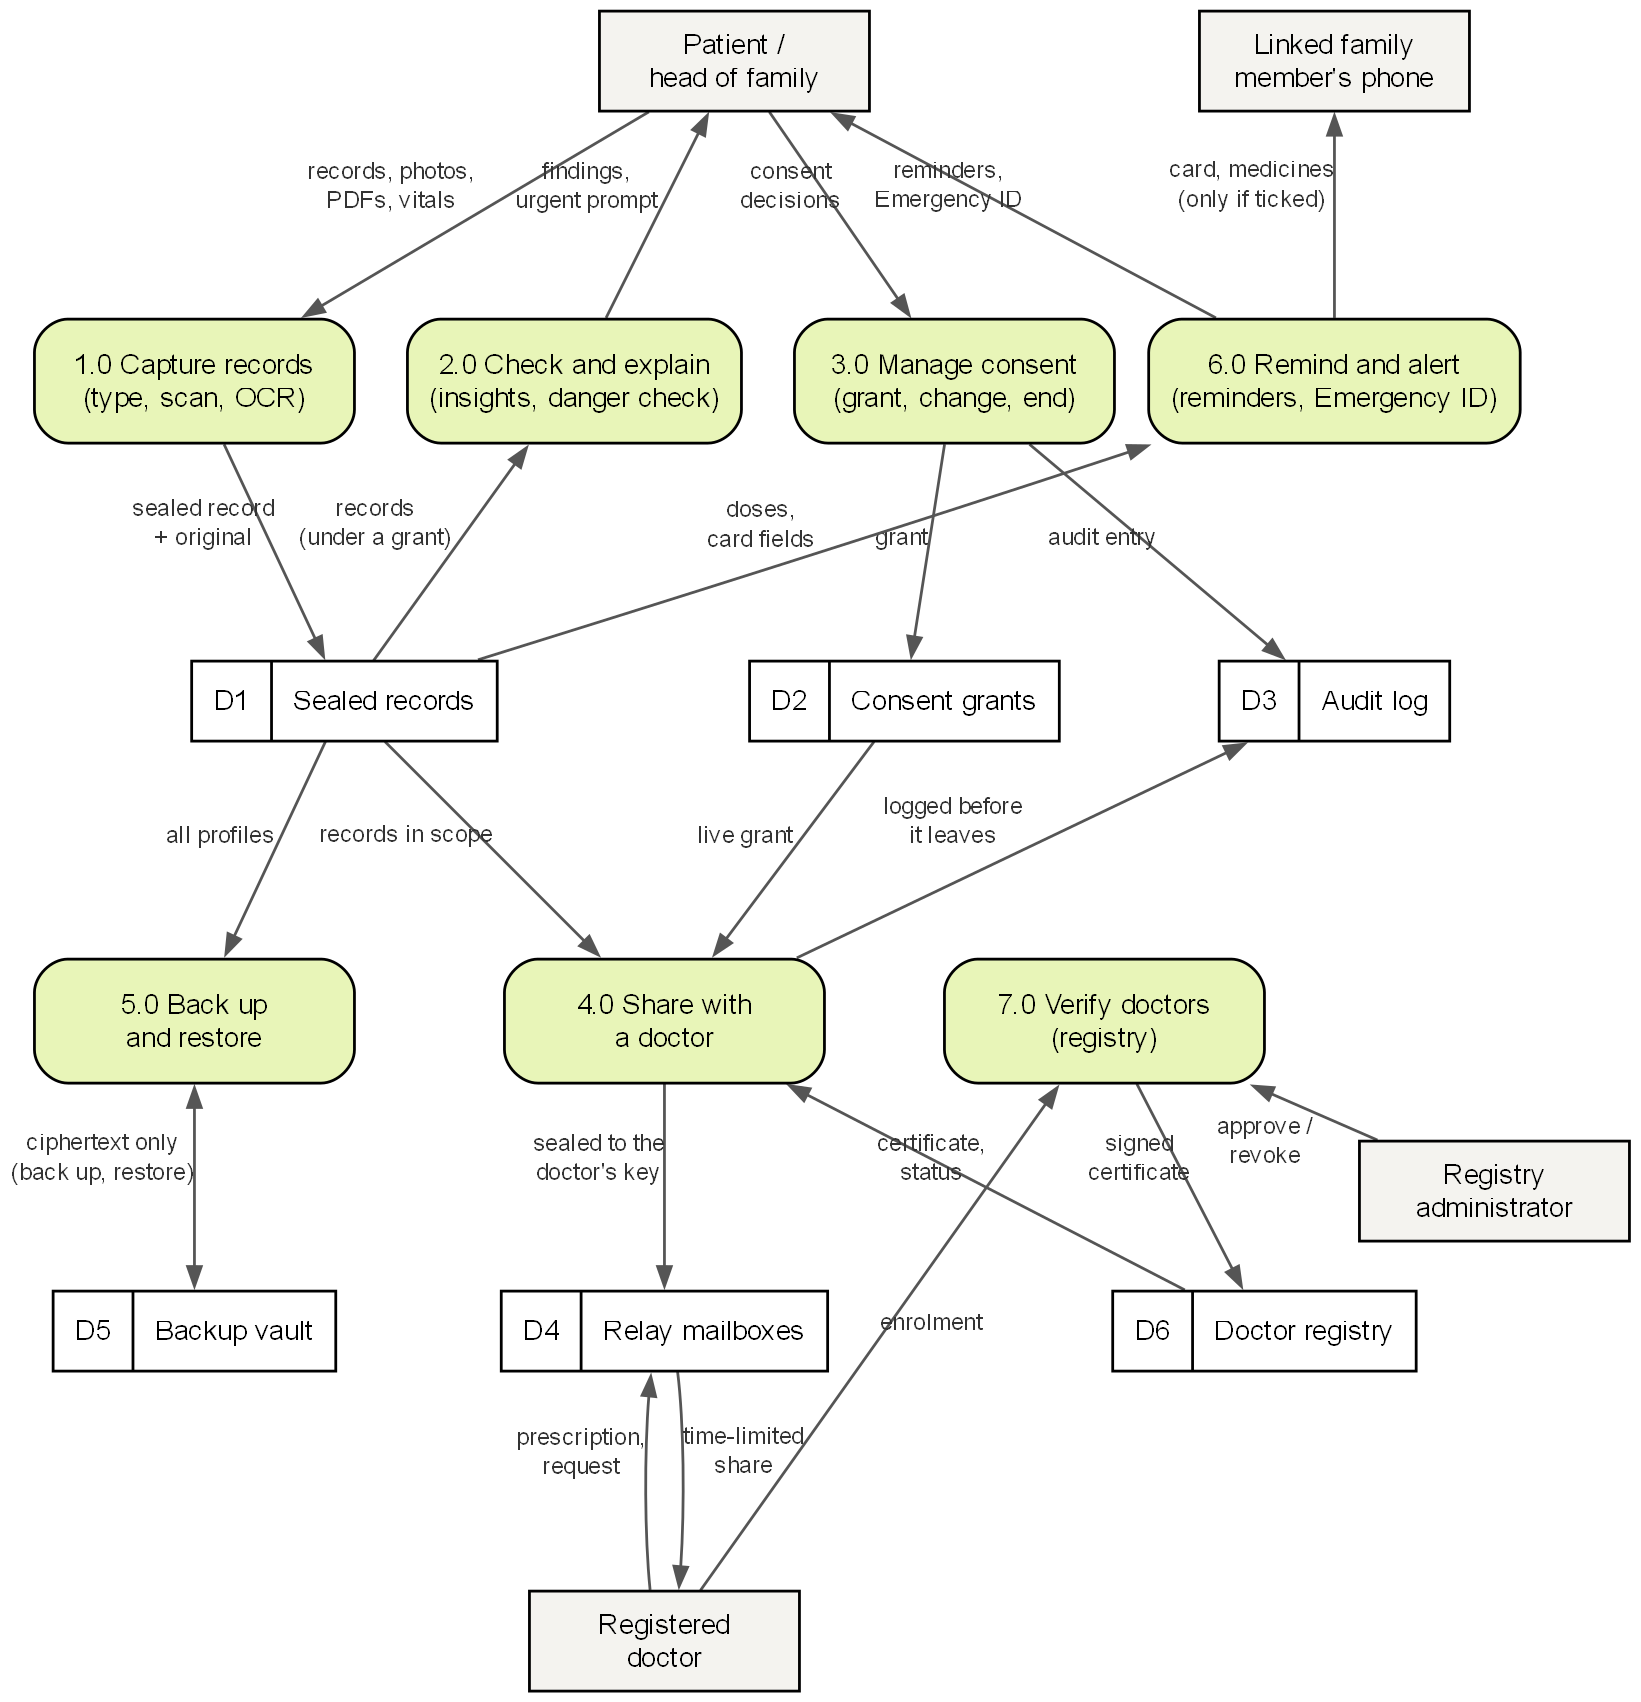 Patient /
head of family
Linked family
member's phone
records, photos,
PDFs, vitals
findings,
urgent prompt
consent
decisions
reminders,
Emergency ID
card, medicines
(only if ticked)
1.0 Capture records
(type, scan, OCR)
2.0 Check and explain
(insights, danger check)
3.0 Manage consent
(grant, change, end)
6.0 Remind and alert
(reminders, Emergency ID)
sealed record
+ original
records
(under a grant)
doses,
card fields
grant
audit entry
D1
Sealed records
D2
Consent grants
D3
Audit log
all profiles
records in scope
live grant
logged before
it leaves
5.0 Back up
and restore
4.0 Share with
a doctor
7.0 Verify doctors
(registry)
ciphertext only
(back up, restore)
sealed to the
doctor's key
certificate,
status
signed
certificate
approve /
revoke
Registry
administrator
D5
Backup vault
D4
Relay mailboxes
enrolment
D6
Doctor registry
prescription,
request
time-limited
share
Registered
doctor